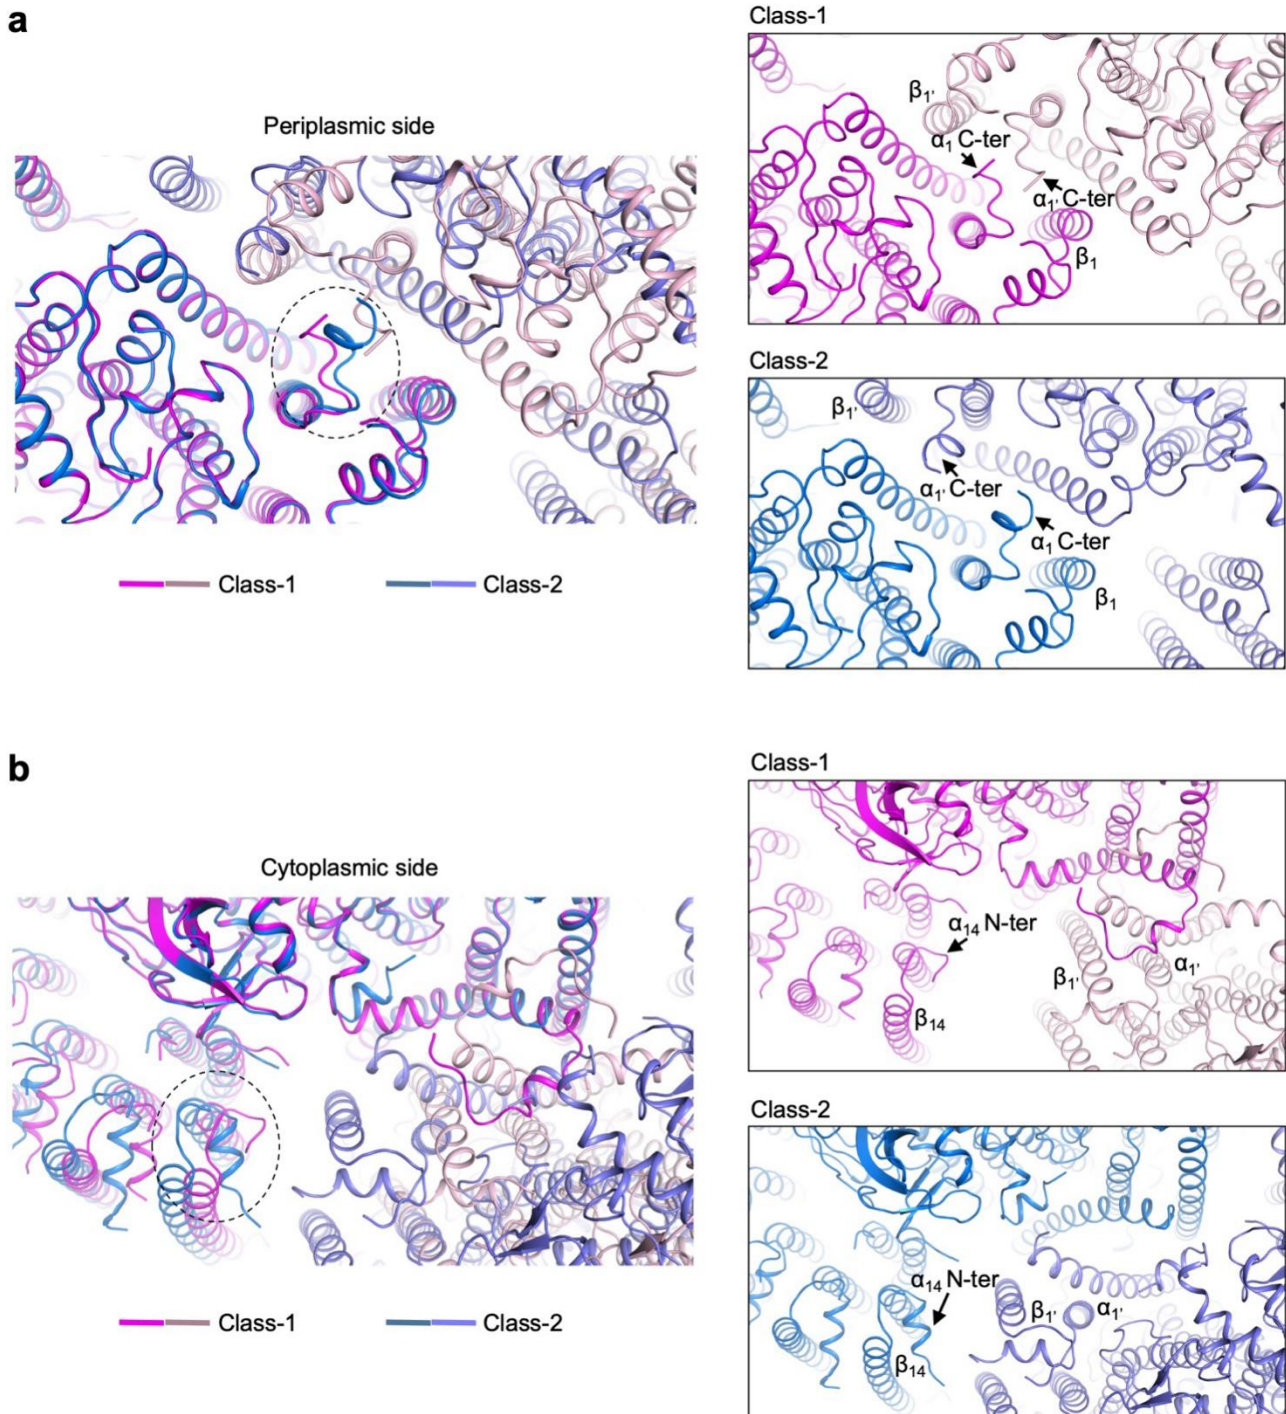 a
Periplasmic side
Class-1 Class-2
Class-1
β1'
α1 C-ter
α1' C-ter
β1
Class-2
β1'
α1' C-ter
α1 C-ter
β1
b
Cytoplasmic side
Class-1 Class-2
Class-1
α14 N-ter
β1' α1'
β14
Class-2
α14 N-ter
β1' α1'
β14